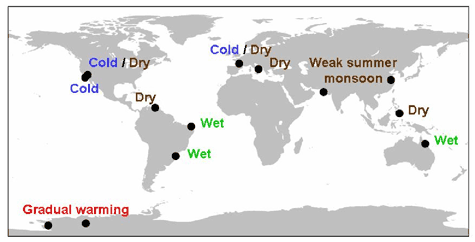 Cold / Dry
Cold / Dry
Dry
Weak summer
monsoon
Cold
Dry
Dry
Wet
Wet
Wet
Gradual warming